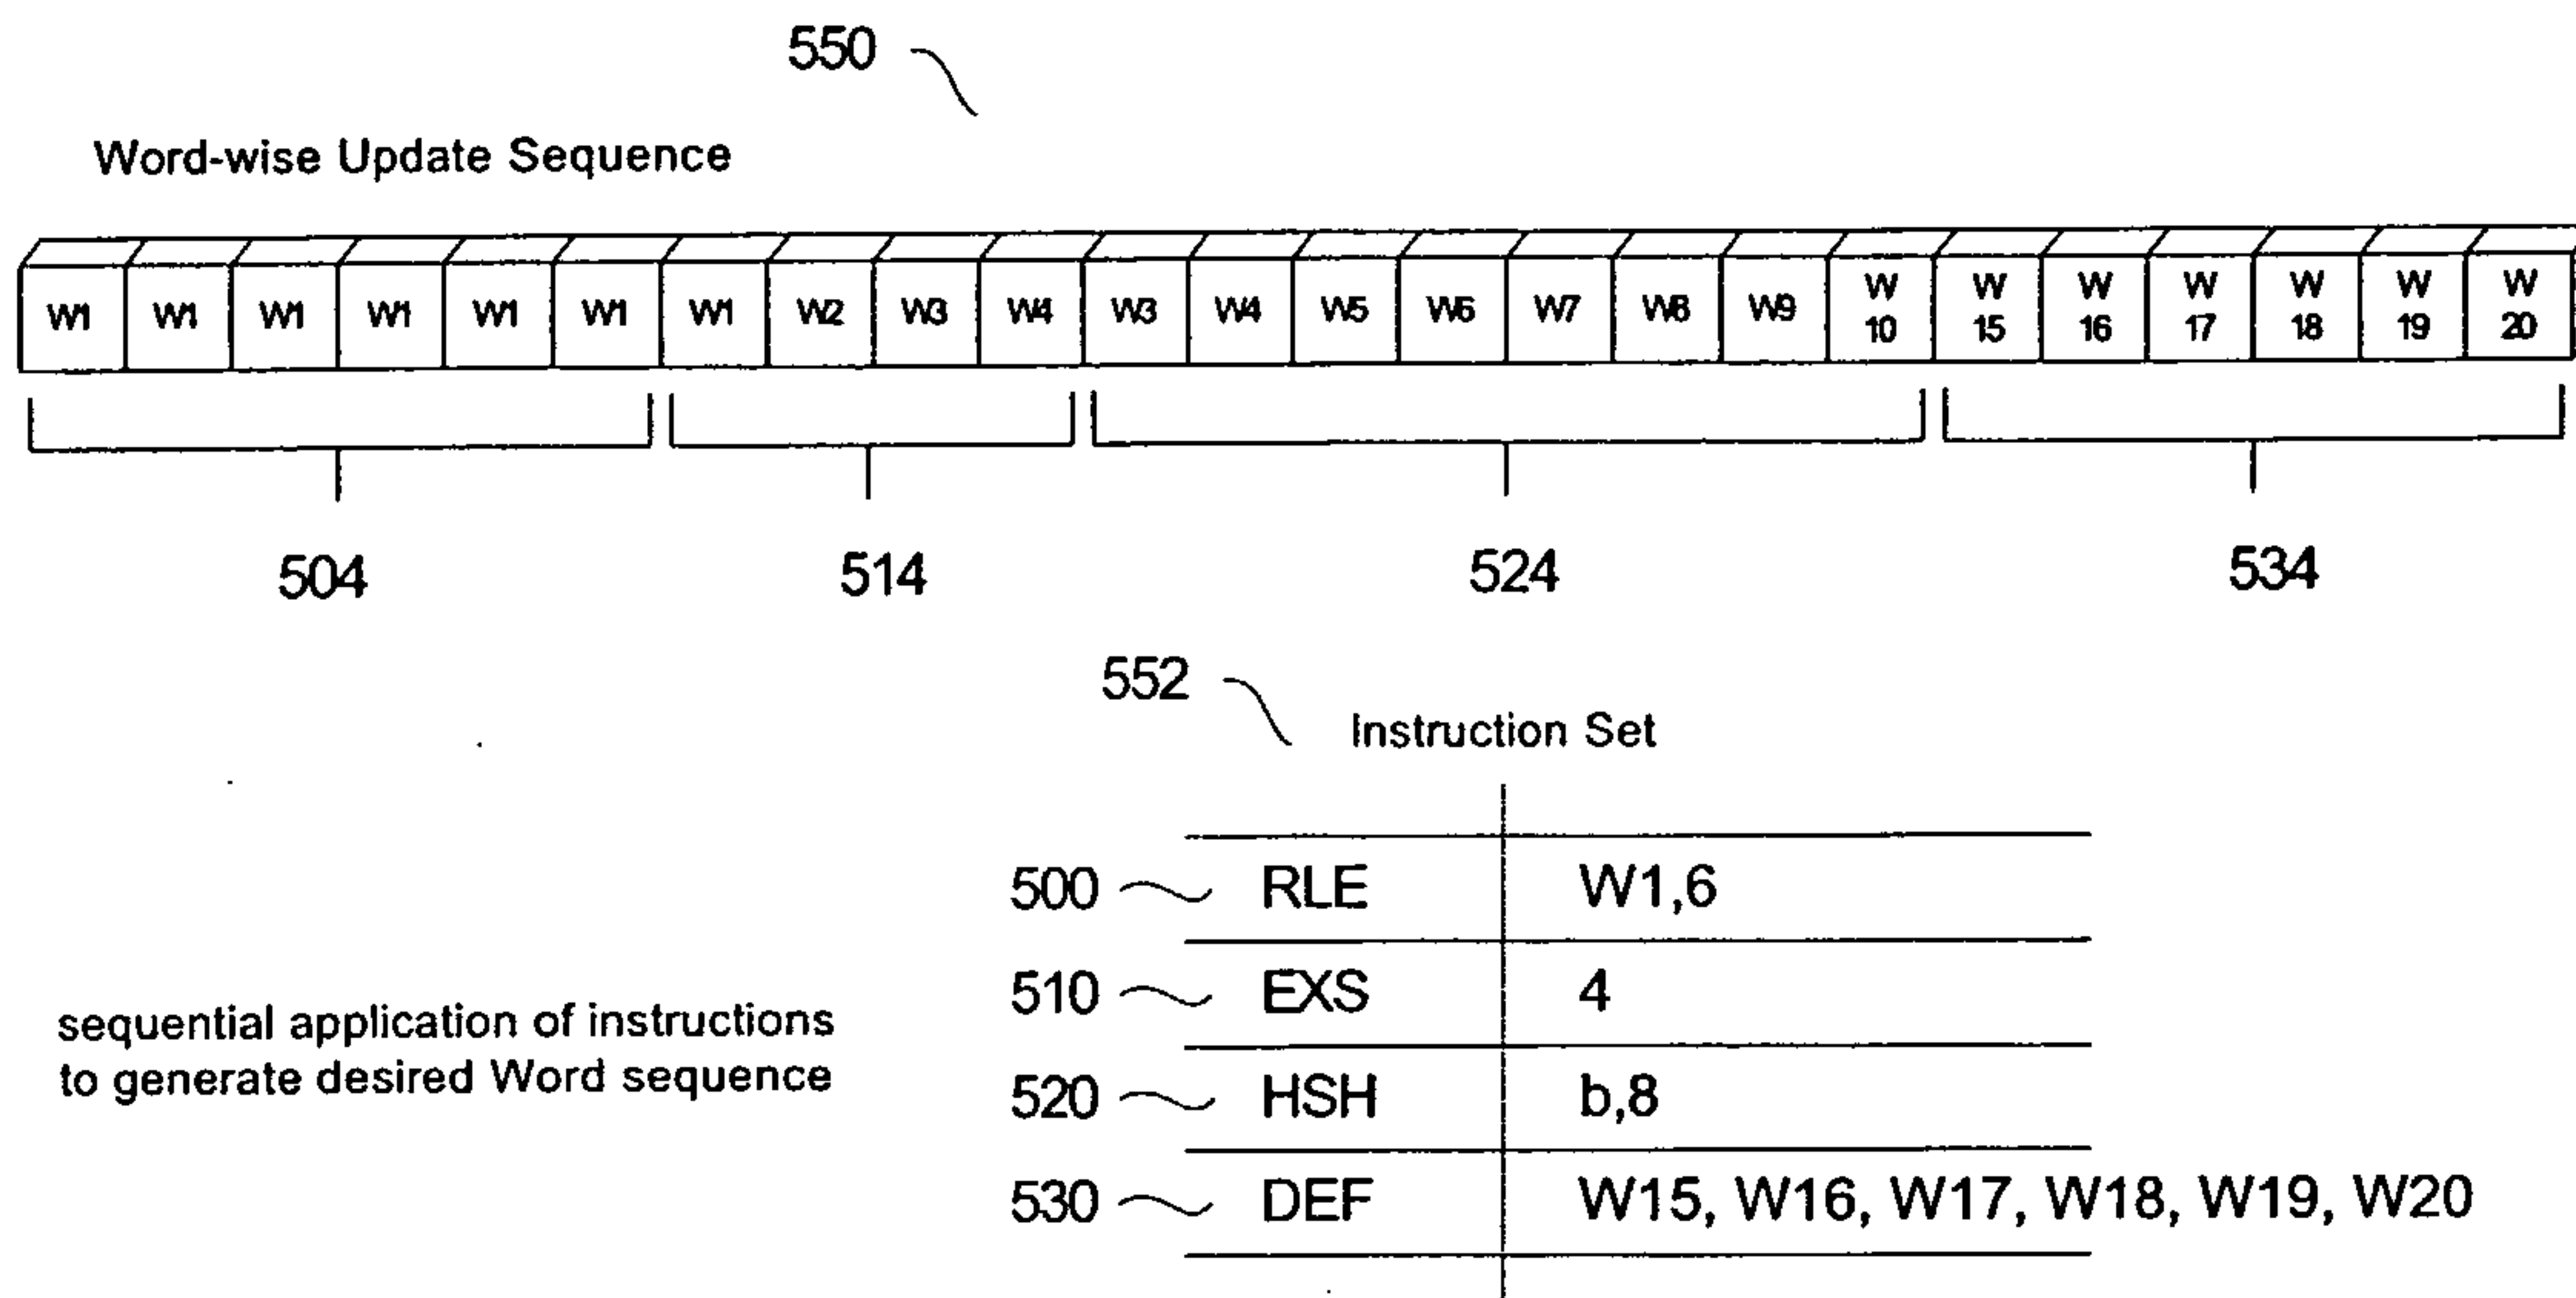 550
Word-wise Update Sequence
W1 W1 W1 W1 W1 W1 W1 W2 W3 W4 W3 W4 W5 W6 W7 W8 W9 W 10 W 15 W 16 W 17 W 18 W 19 W 20
504 514 524 534
552
Instruction Set
500 RLE W1,6
510 EXS 4
sequential application of instructions
to generate desired Word sequence
520 HSH b,8
530 DEF W15, W16, W17, W18, W19, W20